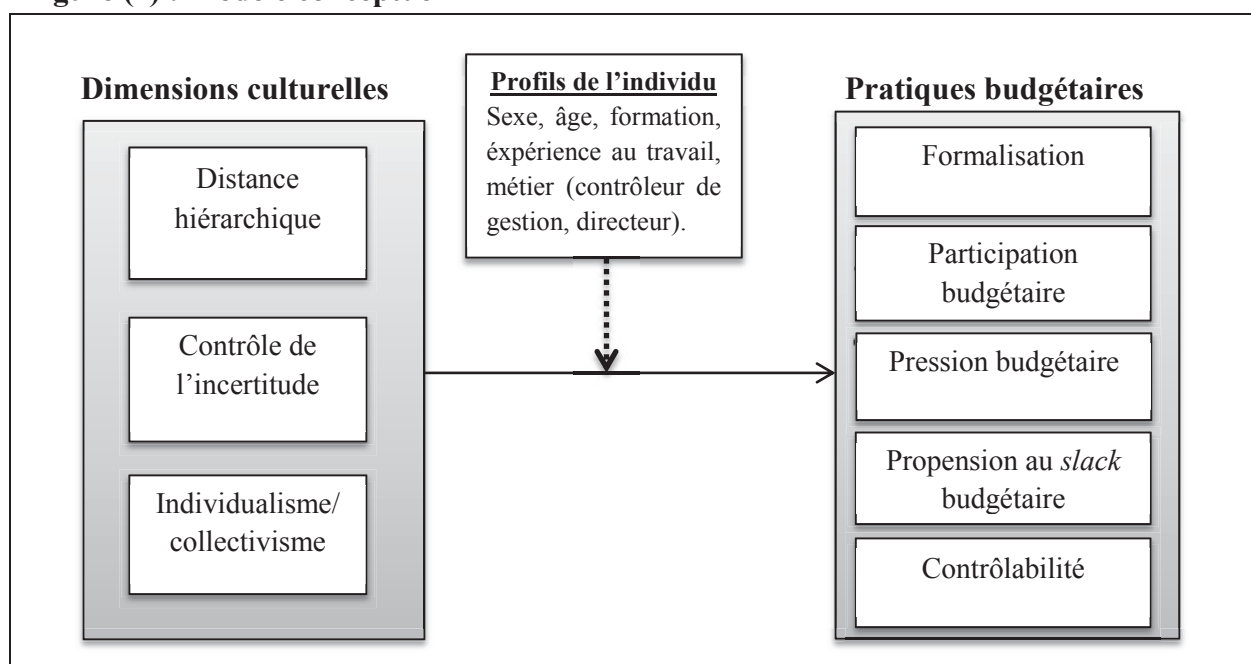 Dimensions culturelles
Distance
hiérarchique
Contrôle de
l’incertitude
Individualisme/
collectivisme
Profils de l’individu
Sexe, âge, formation,
éxpérience au travail,
métier (contrôleur de
gestion, directeur).
Pratiques budgétaires
Formalisation
Participation
budgétaire
Pression budgétaire
Propension au slack
budgétaire
Contrôlabilité